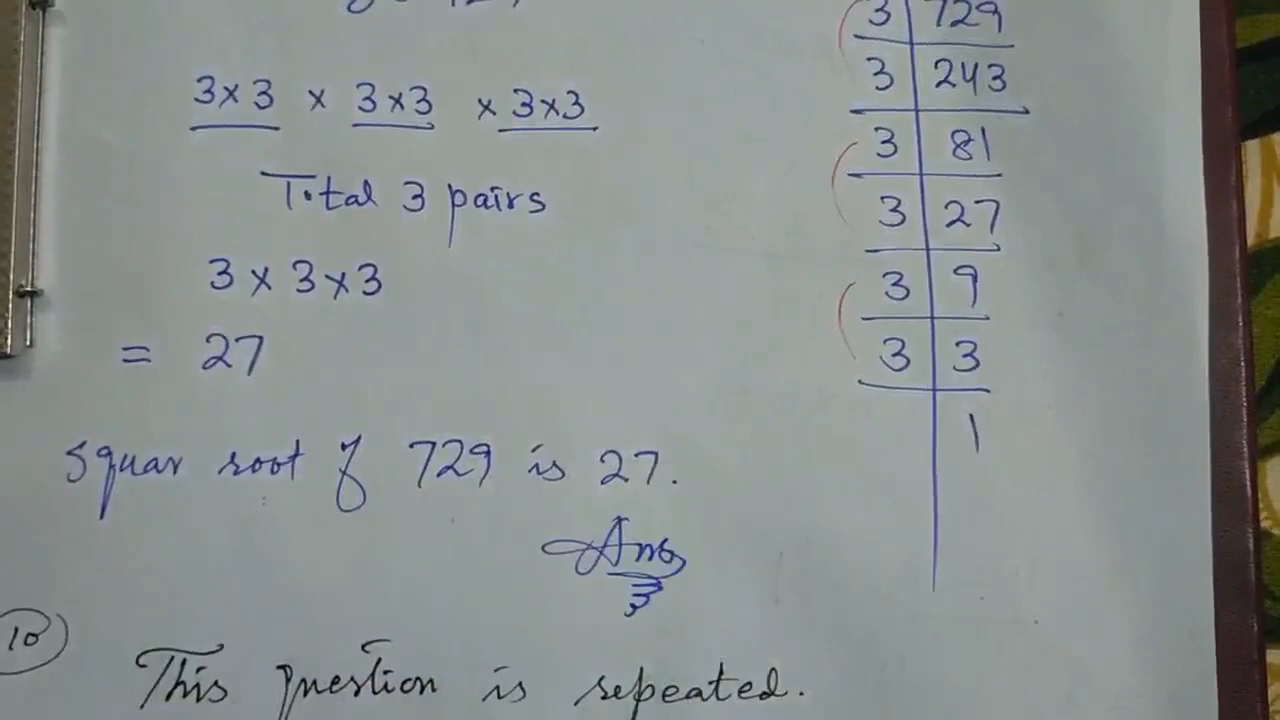 3×3 × 3×3 × 3×3
Total 3 pairs
3×3×3
= 27
Squar root of 729 is 27.
Ans
3 | 729
3 | 243
3 | 81
3 | 27
3 | 9
3 | 3
1
10
This question is repeated.